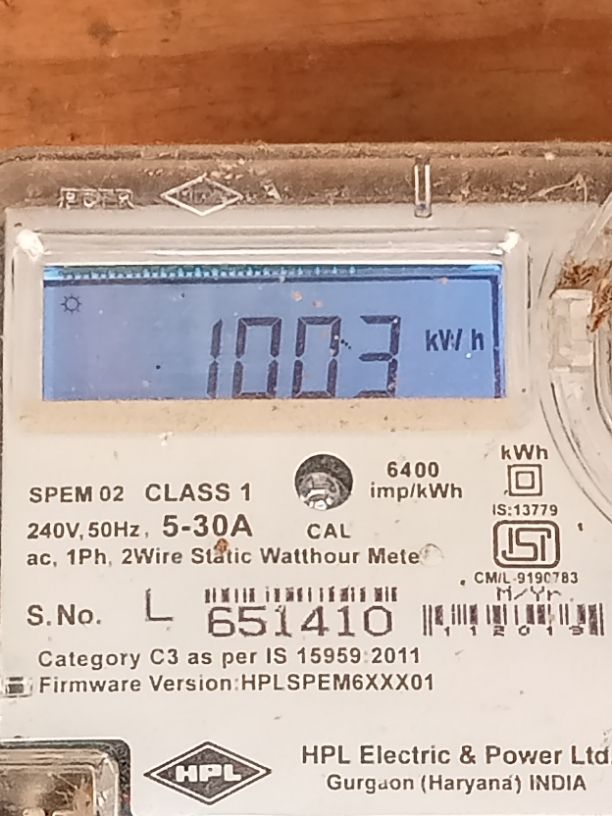 1003 kW h
kWh
6400
imp/kWh
SPEM 02 CLASS 1
IS:13779
240V, 50Hz, 5-30A
CAL
ac, 1Ph, 2Wire Static Watthour Mete
CM/L-9190783
M/Yr.
S.No. L 651410
112019
Category C3 as per IS 15959:2011
Firmware Version:HPLSPEM6XXX01
HPL
HPL Electric & Power Ltd.
Gurgaon (Haryana) INDIA